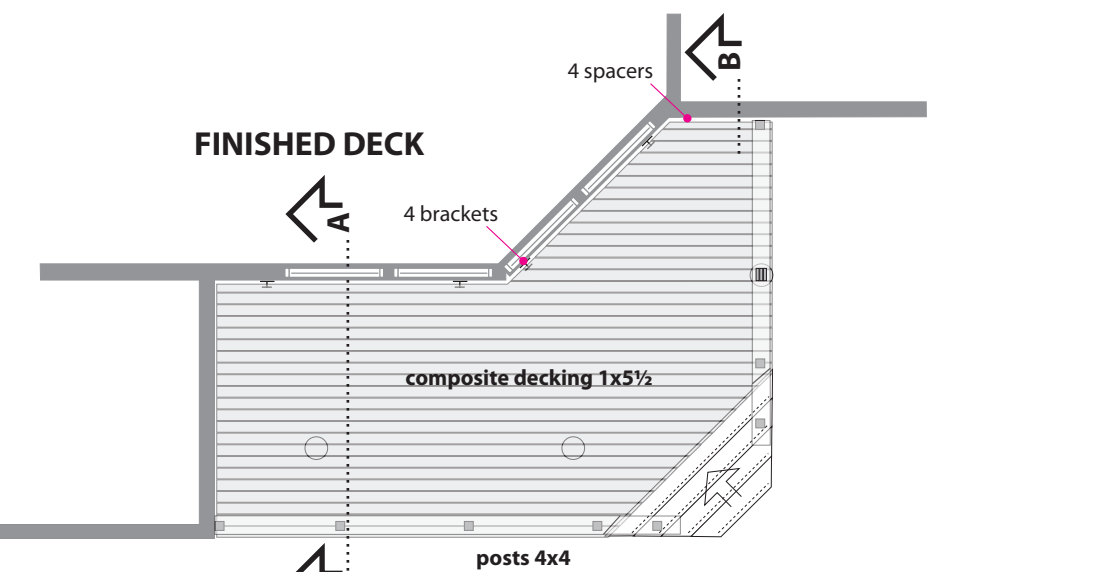 B
4 spacers
FINISHED DECK
A
4 brackets
composite decking 1x5½
posts 4x4